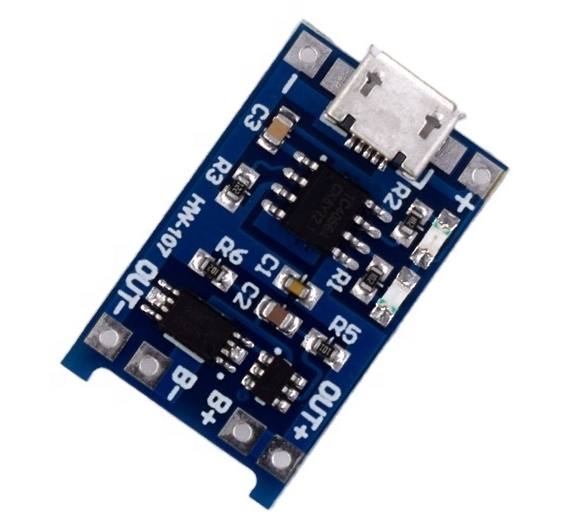 -
+
C3
R3
R2
HW-107
R6
C1
R1
C2
R5
OUT-
B-
B+
OUT+